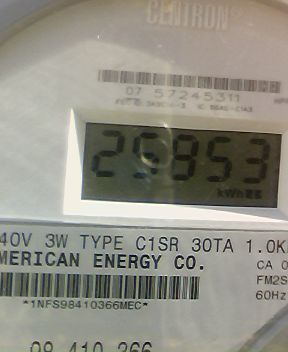 CENTRON®
07 57245311
25853
kWh
40V 3W TYPE C1SR 30TA 1.0K
MERICAN ENERGY CO.
CA 0
FM2S
60Hz
*1NFS98410366MEC*
98 410 366